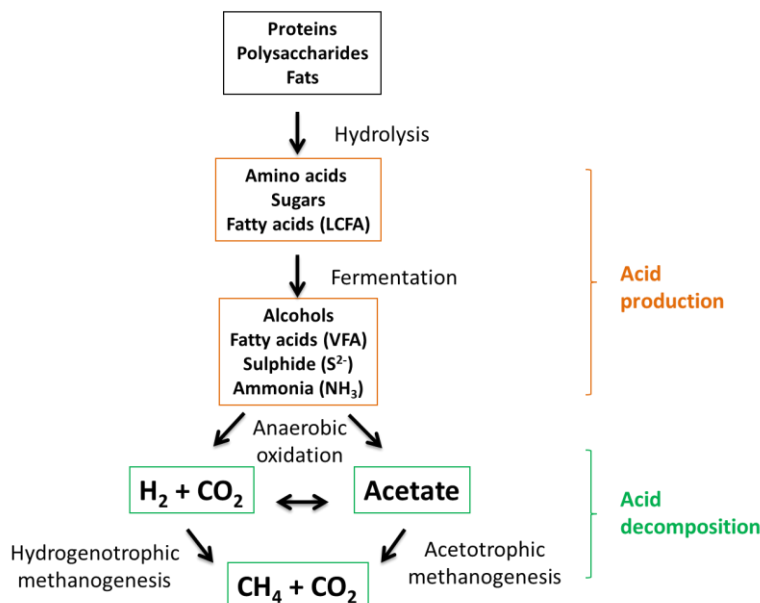 Proteins
Polysaccharides
Fats
Hydrolysis
Amino acids
Sugars
Fatty acids (LCFA)
Fermentation
Acid
production
Alcohols
Fatty acids (VFA)
Sulphide (S²⁻)
Ammonia (NH₃)
Anaerobic
oxidation
H₂ + CO₂
Acetate
Acid
decomposition
Hydrogenotrophic
methanogenesis
Acetotrophic
methanogenesis
CH₄ + CO₂